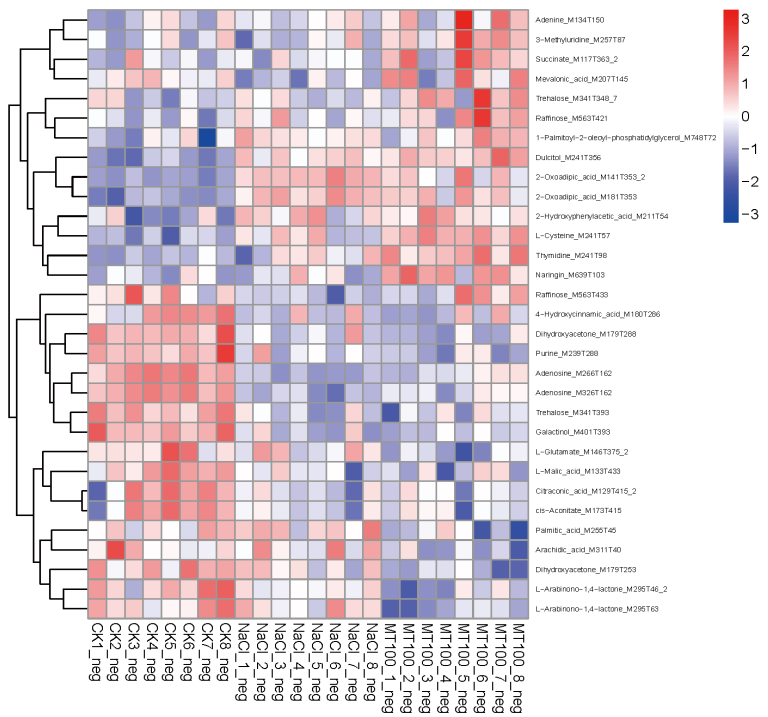 Adenine_M134T150
3-Methyluridine_M257T87
Succinate_M117T363_2
Mevalonic_acid_M207T145
Trehalose_M341T348_7
Raffinose_M563T421
1-Palmitoyl-2-oleoyl-phosphatidylglycerol_M748T72
Dulcitol_M241T356
2-Oxoadipic_acid_M141T353_2
2-Oxoadipic_acid_M181T353
2-Hydroxyphenylacetic_acid_M211T54
L-Cysteine_M241T57
Thymidine_M241T98
Naringin_M639T103
Raffinose_M563T433
4-Hydroxycinnamic_acid_M180T286
Dihydroxyacetone_M179T288
Purine_M239T288
Adenosine_M266T162
Adenosine_M326T162
Trehalose_M341T393
Galactinol_M401T393
L-Glutamate_M146T375_2
L-Malic_acid_M133T433
Citraconic_acid_M129T415_2
cis-Aconitate_M173T415
Palmitic_acid_M255T45
Arachidic_acid_M311T40
Dihydroxyacetone_M179T253
L-Arabinono-1,4-lactone_M295T46_2
L-Arabinono-1,4-lactone_M295T63
3
2
1
0
-1
-2
-3
CK1_neg
CK2_neg
CK3_neg
CK4_neg
CK5_neg
CK6_neg
CK7_neg
CK8_neg
NaCl_1_neg
NaCl_2_neg
NaCl_3_neg
NaCl_4_neg
NaCl_5_neg
NaCl_6_neg
NaCl_7_neg
NaCl_8_neg
MT100_1_neg
MT100_2_neg
MT100_3_neg
MT100_4_neg
MT100_5_neg
MT100_6_neg
MT100_7_neg
MT100_8_neg